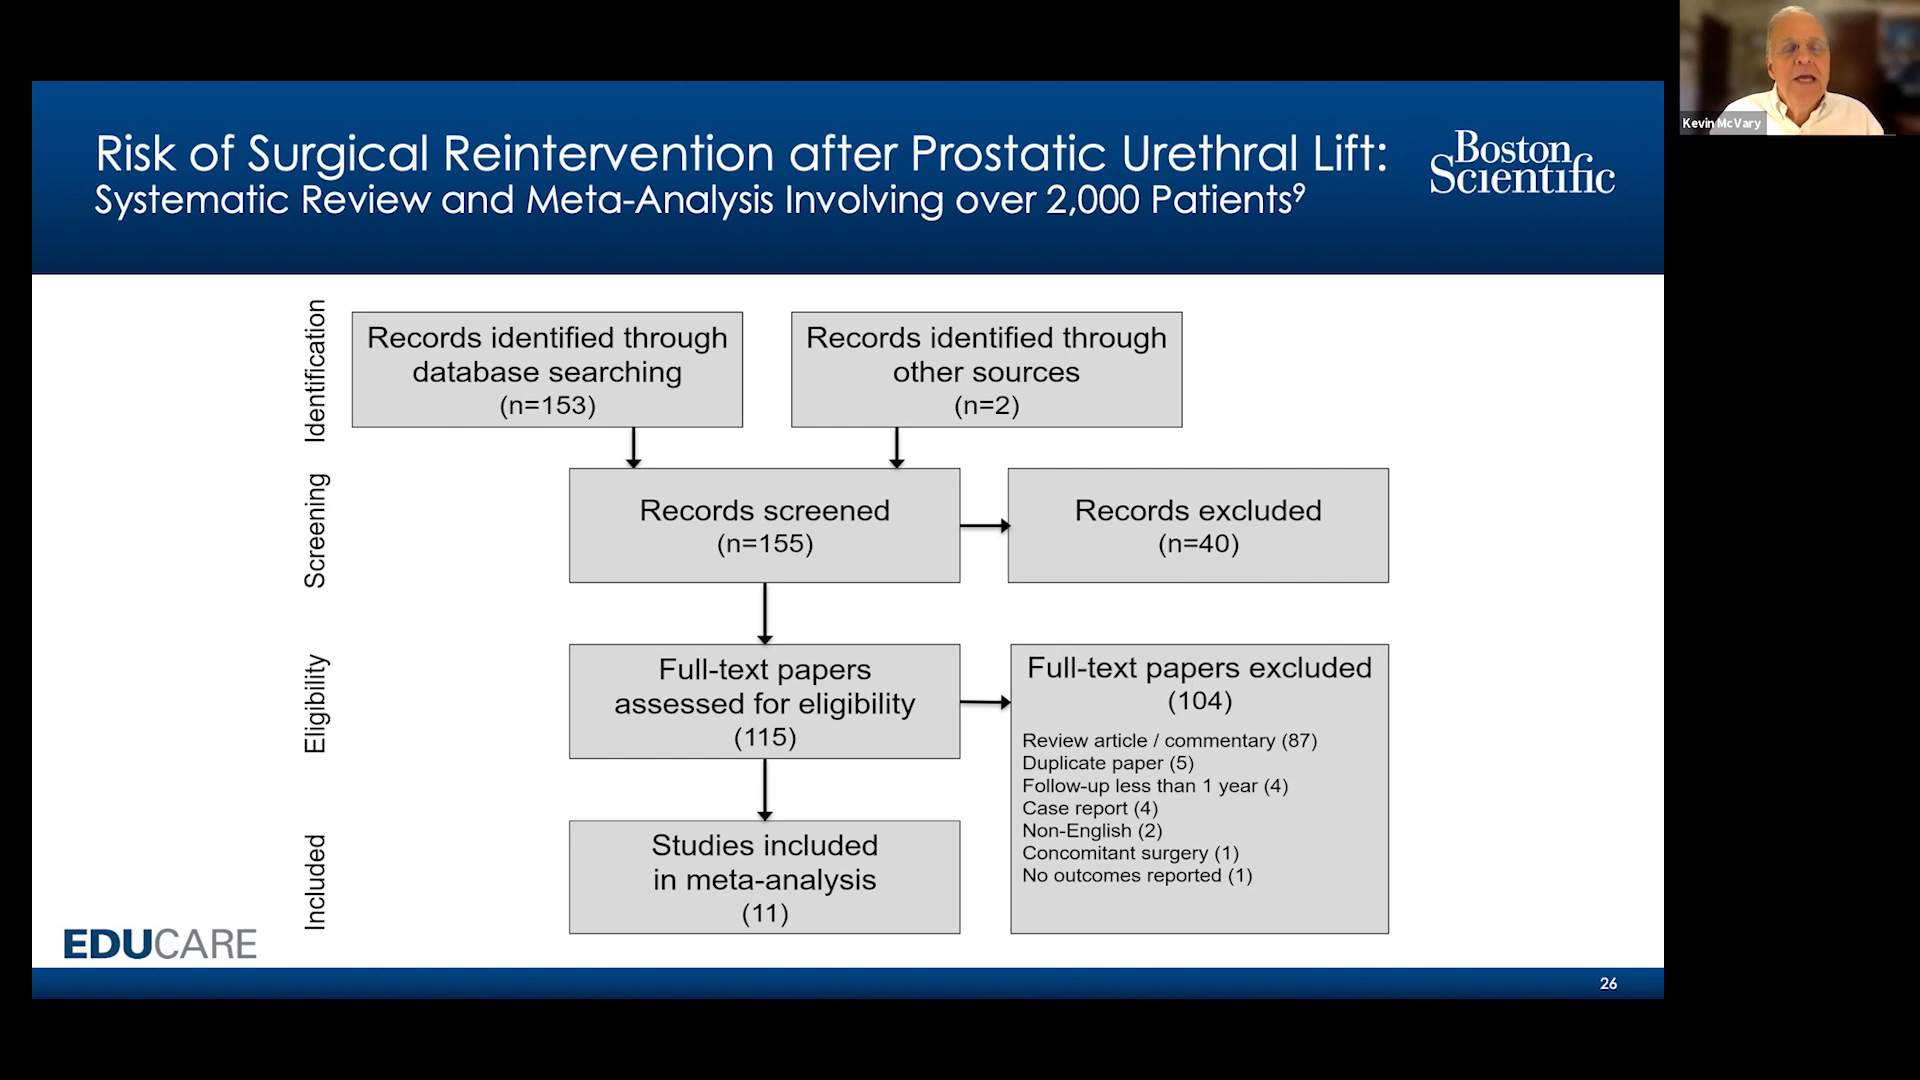 Risk of Surgical Reintervention after Prostatic Urethral Lift:
Systematic Review and Meta-Analysis Involving over 2,000 Patients⁹
Boston
Scientific
Kevin McVary
Identification
Records identified through
database searching
(n=153)
Records identified through
other sources
(n=2)
Screening
Records screened
(n=155)
Records excluded
(n=40)
Eligibility
Full-text papers
assessed for eligibility
(115)
Full-text papers excluded
(104)
Review article / commentary (87)
Duplicate paper (5)
Follow-up less than 1 year (4)
Case report (4)
Non-English (2)
Concomitant surgery (1)
No outcomes reported (1)
Included
Studies included
in meta-analysis
(11)
EDUCARE
26